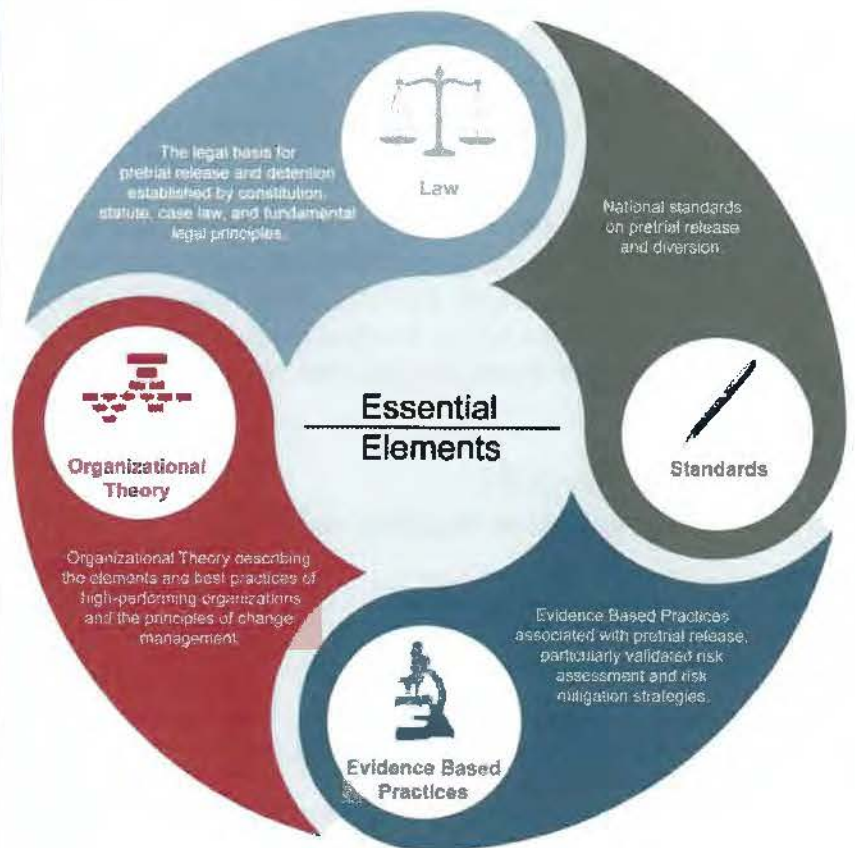 The legal basis for
pretrial release and detention
established by constitution,
statute, case law, and fundamental
legal principles.
Law
National standards
on pretrial release
and diversion.
Essential
Elements
Organizational
Theory
Standards
Organizational Theory describing
the elements and best practices of
high-performing organizations
and the principles of change
management.
Evidence Based Practices
associated with pretrial release,
particularly validated risk
assessment and risk
mitigation strategies.
Evidence Based
Practices